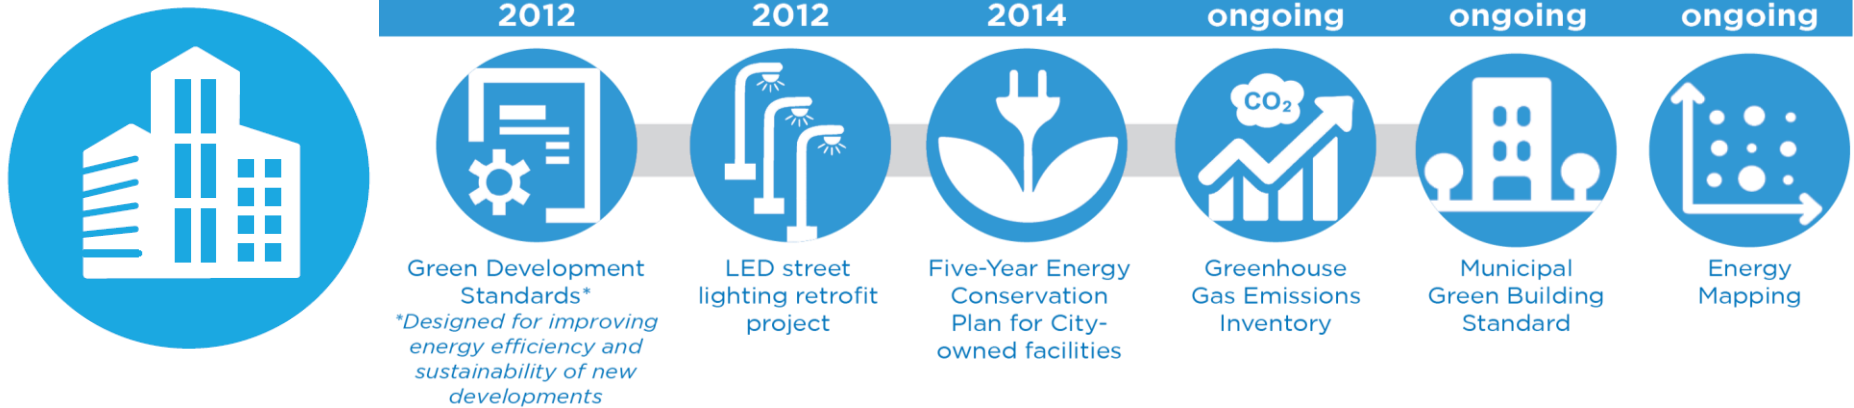 2012
2012
2014
ongoing
ongoing
ongoing
CO₂
Green Development
Standards*
*Designed for improving
energy efficiency and
sustainability of new
developments
LED street
lighting retrofit
project
Five-Year Energy
Conservation
Plan for City-
owned facilities
Greenhouse
Gas Emissions
Inventory
Municipal
Green Building
Standard
Energy
Mapping